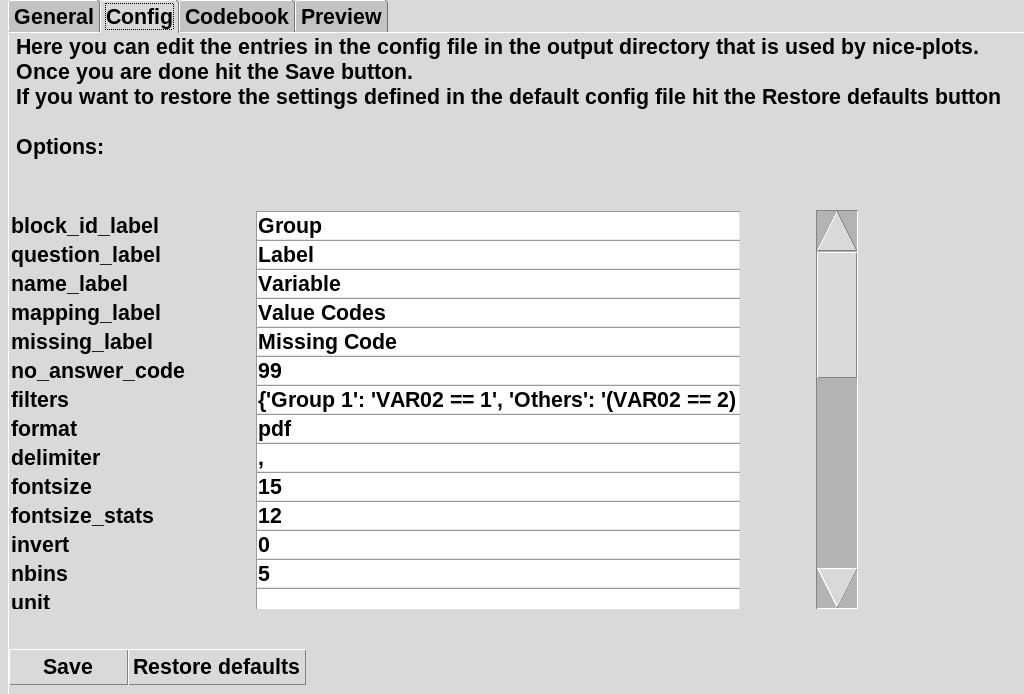 General Config Codebook Preview
Here you can edit the entries in the config file in the output directory that is used by nice-plots.
Once you are done hit the Save button.
If you want to restore the settings defined in the default config file hit the Restore defaults button
Options:
block_id_label Group
question_label Label
name_label Variable
mapping_label Value Codes
missing_label Missing Code
no_answer_code 99
filters {'Group 1': 'VAR02 == 1', 'Others': '(VAR02 == 2)
format pdf
delimiter ,
fontsize 15
fontsize_stats 12
invert 0
nbins 5
unit
Save Restore defaults